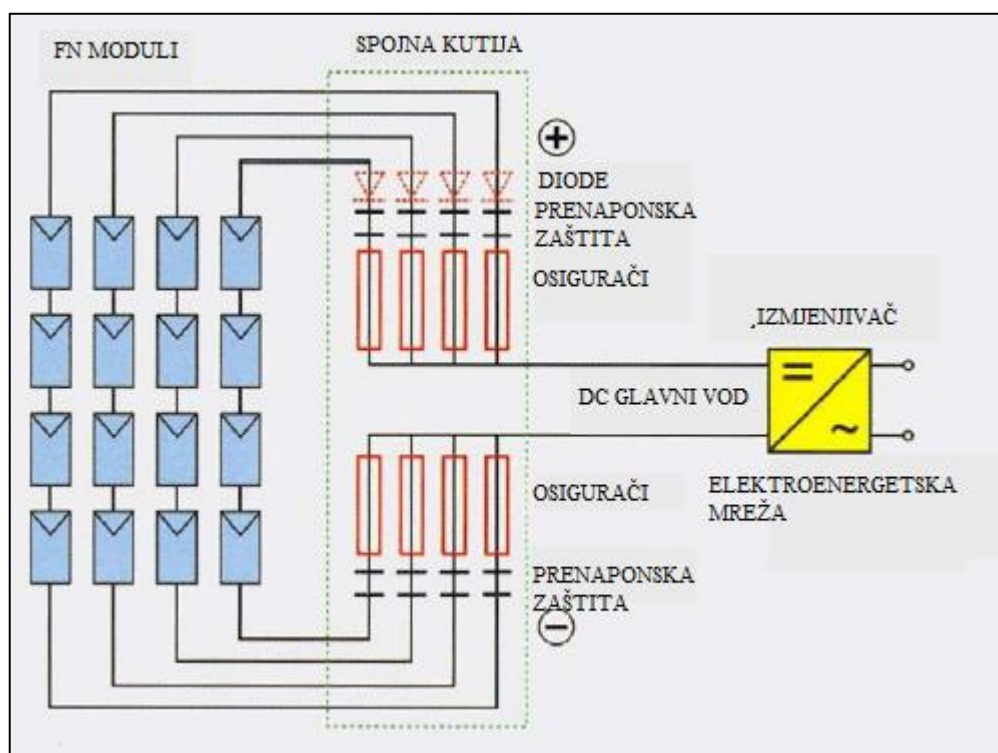 FN MODULI
SPOJNA KUTIJA
+
DIODE
PRENAPONSKA
ZAŠTITA
OSIGURAČI
,IZMJENJIVAČ
=
~
DC GLAVNI VOD
OSIGURAČI
ELEKTROENERGETSKA
MREŽA
PRENAPONSKA
ZAŠTITA
−